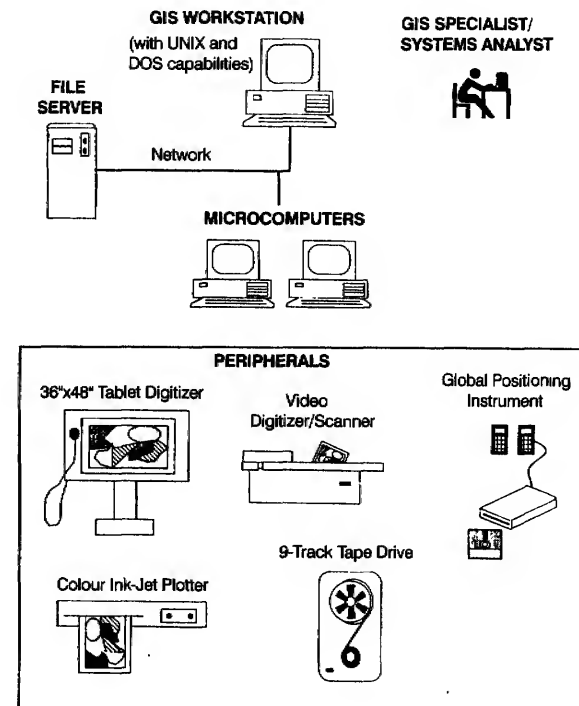 GIS WORKSTATION
(with UNIX and
DOS capabilities)
GIS SPECIALIST/
SYSTEMS ANALYST
FILE
SERVER
Network
MICROCOMPUTERS
PERIPHERALS
36"x48" Tablet Digitizer
Video
Digitizer/Scanner
Global Positioning
Instrument
Colour Ink-Jet Plotter
9-Track Tape Drive